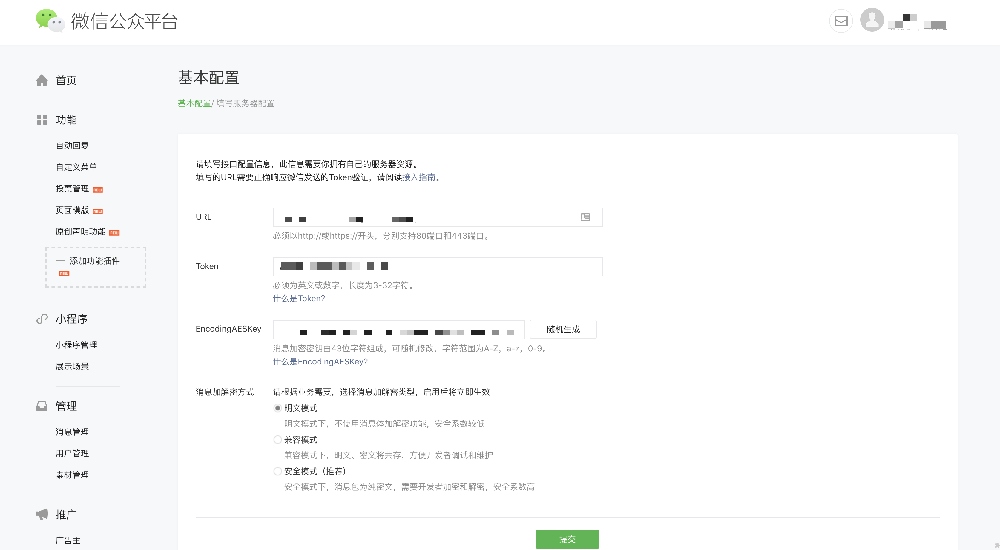 微信公众平台
首页
功能
自动回复
自定义菜单
投票管理 NEW
页面模版 NEW
原创声明功能 NEW
添加功能插件
NEW
小程序
小程序管理
展示场景
管理
消息管理
用户管理
素材管理
推广
广告主
基本配置
基本配置/ 填写服务器配置
请填写接口配置信息，此信息需要你拥有自己的服务器资源。
填写的URL需要正确响应微信发送的Token验证，请阅读接入指南。
URL
必须以http://或https://开头，分别支持80端口和443端口。
Token
必须为英文或数字，长度为3-32字符。
什么是Token?
EncodingAESKey
随机生成
消息加密密钥由43位字符组成，可随机修改，字符范围为A-Z，a-z，0-9。
什么是EncodingAESKey?
消息加解密方式
请根据业务需要，选择消息加解密类型，启用后将立即生效
明文模式
明文模式下，不使用消息体加解密功能，安全系数较低
兼容模式
兼容模式下，明文、密文将共存，方便开发者调试和维护
安全模式（推荐）
安全模式下，消息包为纯密文，需要开发者加密和解密，安全系数高
提交